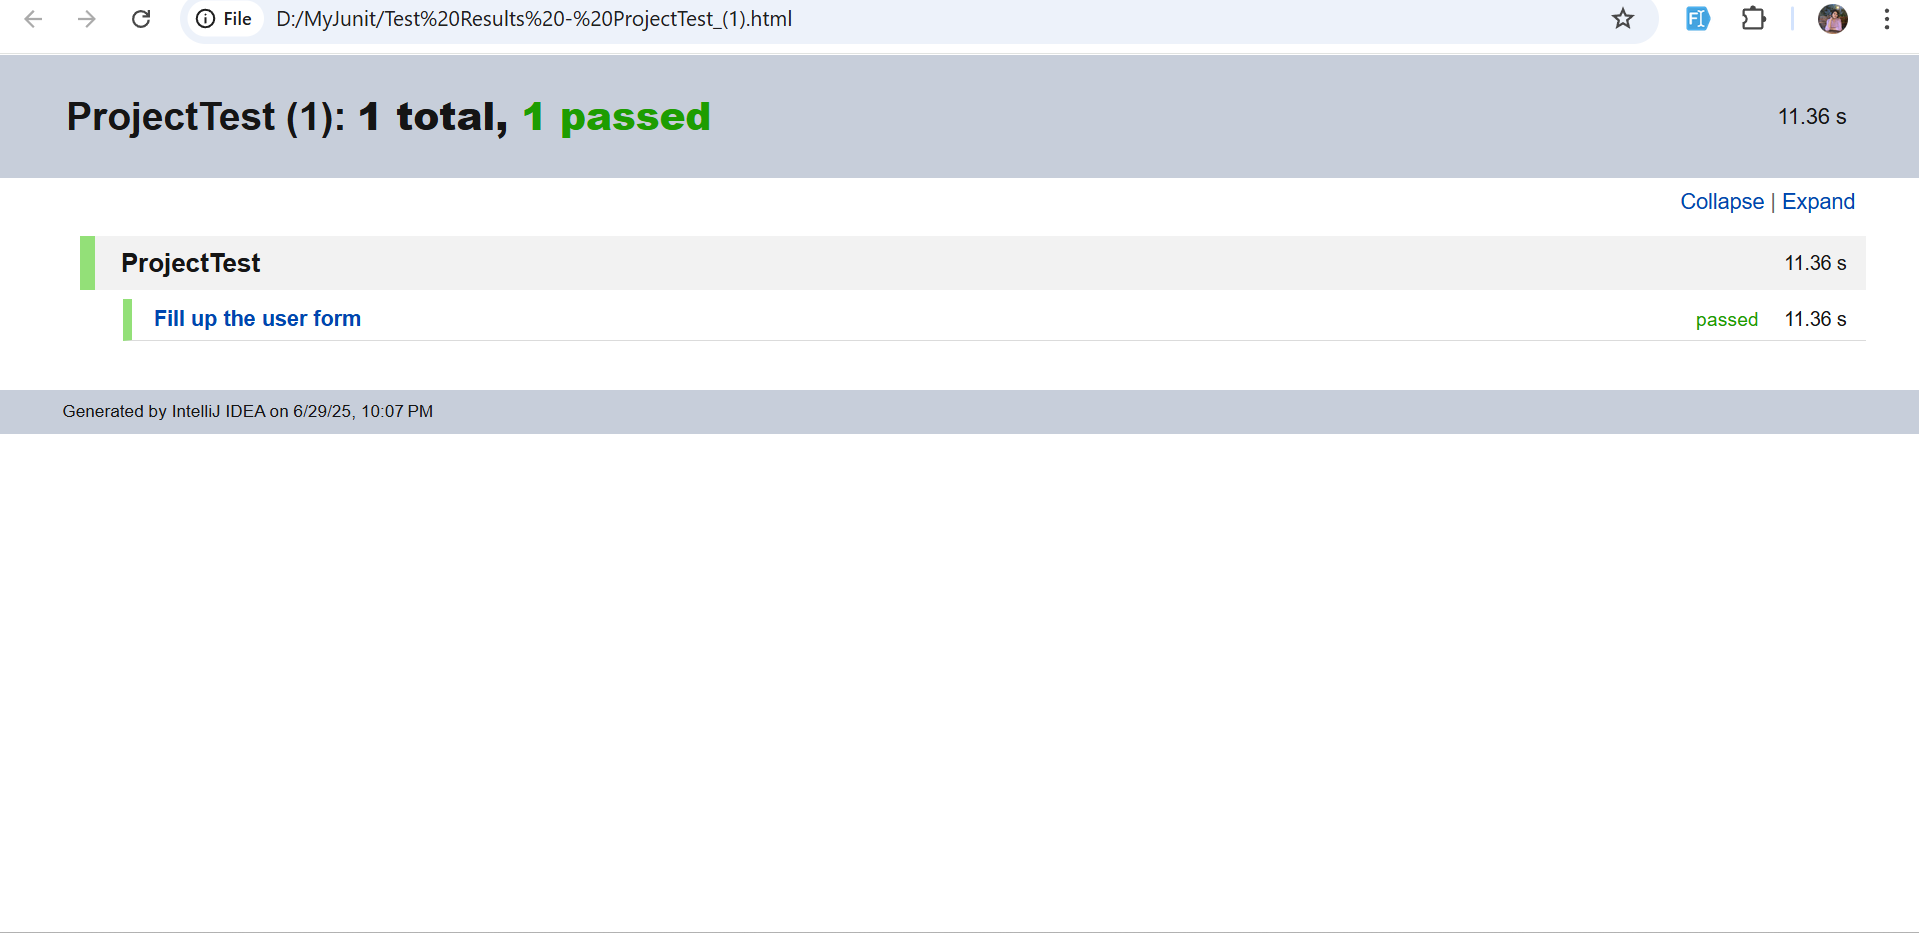 File D:/MyJunit/Test%20Results%20-%20ProjectTest_(1).html
ProjectTest (1): 1 total, 1 passed 11.36 s
Collapse | Expand
ProjectTest 11.36 s
Fill up the user form passed 11.36 s
Generated by IntelliJ IDEA on 6/29/25, 10:07 PM